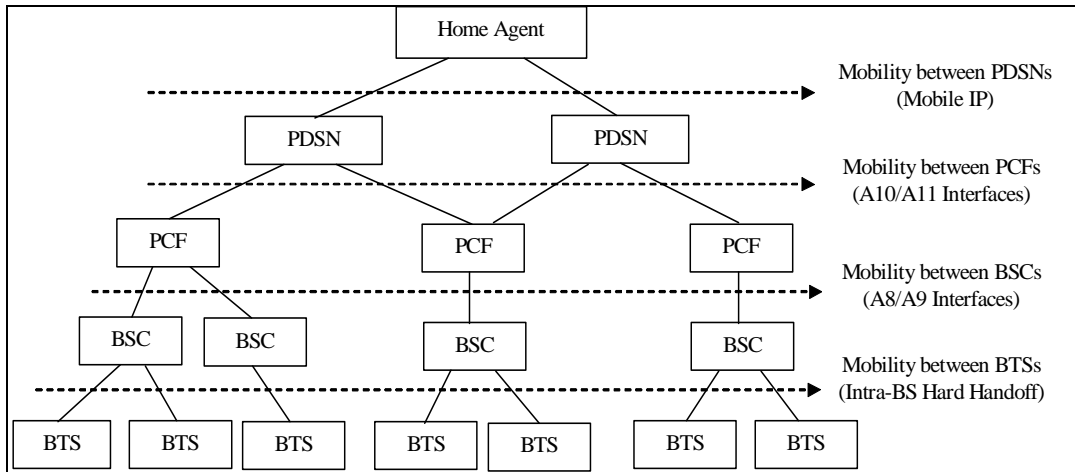 Home Agent
Mobility between PDSNs
(Mobile IP)
PDSN
PDSN
Mobility between PCFs
(A10/A11 Interfaces)
PCF
PCF
PCF
Mobility between BSCs
(A8/A9 Interfaces)
BSC
BSC
BSC
BSC
Mobility between BTSs
(Intra-BS Hard Handoff)
BTS
BTS
BTS
BTS
BTS
BTS
BTS